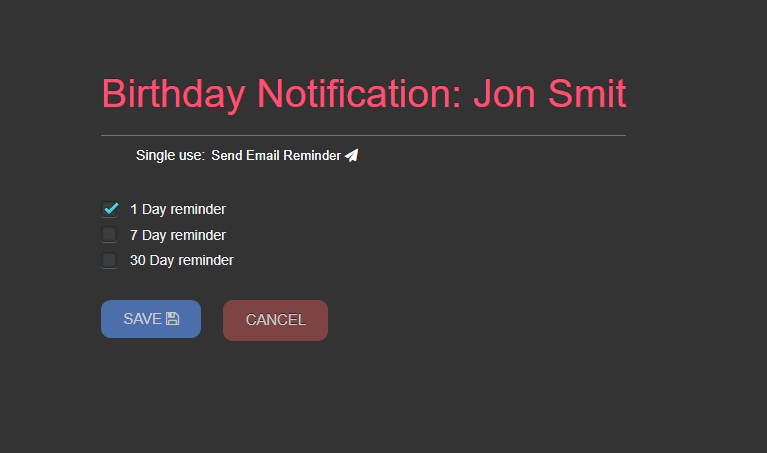 Birthday Notification: Jon Smit
Single use: Send Email Reminder
1 Day reminder
7 Day reminder
30 Day reminder
SAVE
CANCEL